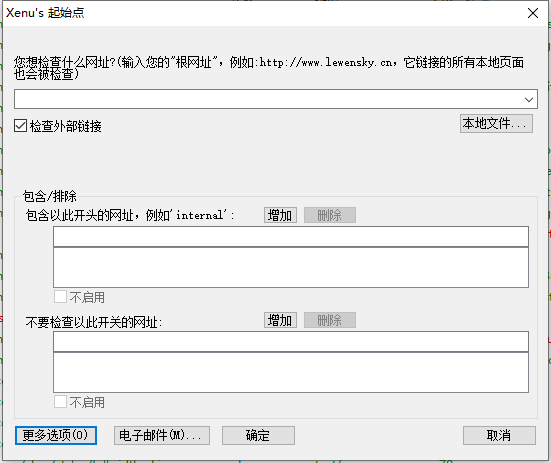 Xenu's 起始点
您想检查什么网址?(输入您的"根网址", 例如:http://www.lewensky.cn, 它链接的所有本地页面
也会被检查)
检查外部链接
本地文件...
包含/排除
包含以此开头的网址, 例如'internal':
增加
删除
不启用
不要检查以此开关的网址:
增加
删除
不启用
更多选项(O)
电子邮件(M)...
确定
取消